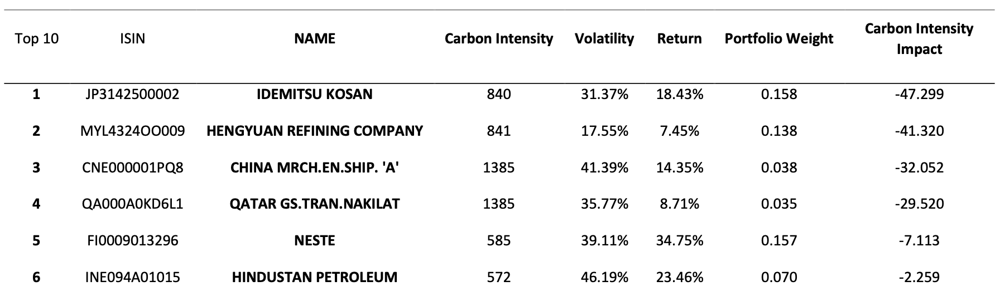 Top 10 ISIN NAME Carbon Intensity Volatility Return Portfolio Weight Carbon Intensity Impact
1 JP3142500002 IDEMITSU KOSAN 840 31.37% 18.43% 0.158 -47.299
2 MYL4324OO009 HENGYUAN REFINING COMPANY 841 17.55% 7.45% 0.138 -41.320
3 CNE000001PQ8 CHINA MRCH.EN.SHIP. 'A' 1385 41.39% 14.35% 0.038 -32.052
4 QA000A0KD6L1 QATAR GS.TRAN.NAKILAT 1385 35.77% 8.71% 0.035 -29.520
5 FI0009013296 NESTE 585 39.11% 34.75% 0.157 -7.113
6 INE094A01015 HINDUSTAN PETROLEUM 572 46.19% 23.46% 0.070 -2.259